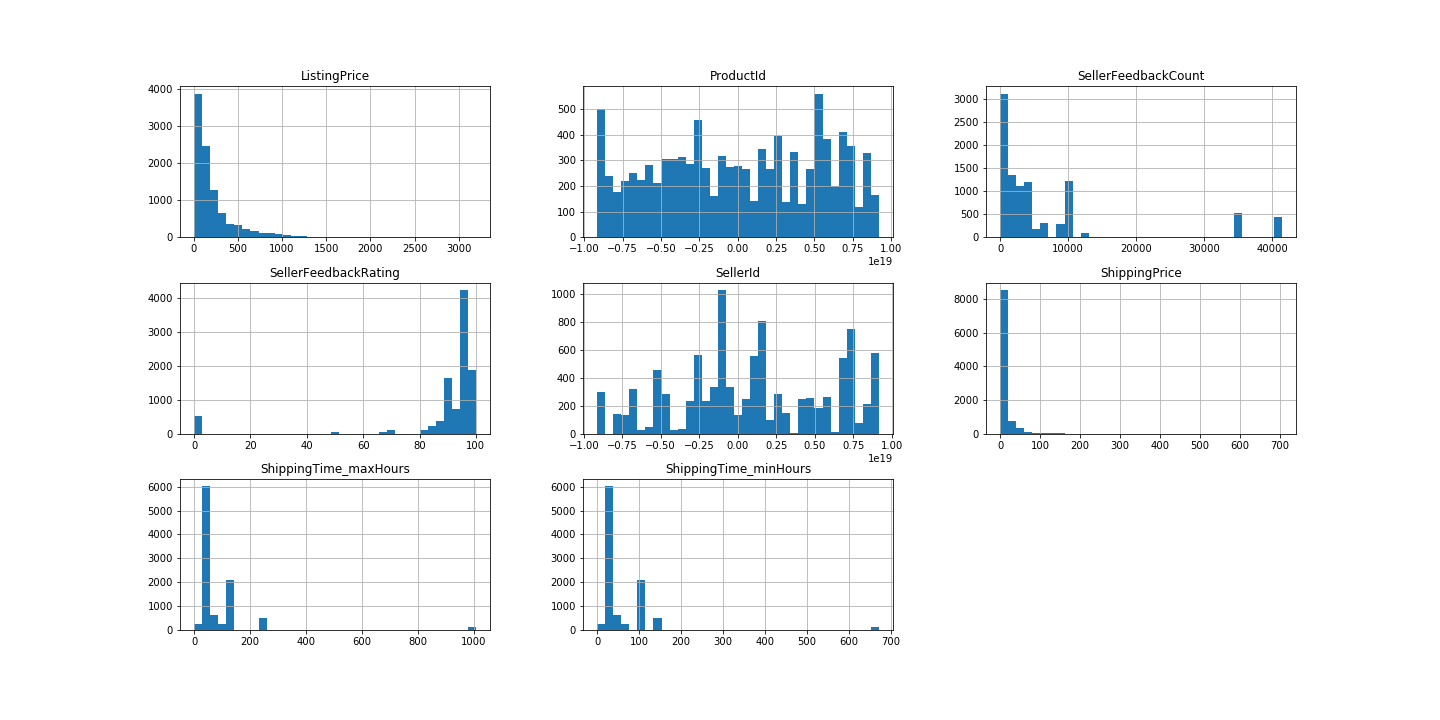 ListingPrice
4000
3000
2000
1000
0
0 500 1000 1500 2000 2500 3000
ProductId
500
400
300
200
100
0
−1.00 −0.75 −0.50 −0.25 0.00 0.25 0.50 0.75 1.00
1e19
SellerFeedbackCount
3000
2500
2000
1500
1000
500
0
0 10000 20000 30000 40000
SellerFeedbackRating
4000
3000
2000
1000
0
0 20 40 60 80 100
SellerId
1000
800
600
400
200
0
−1.00 −0.75 −0.50 −0.25 0.00 0.25 0.50 0.75 1.00
1e19
ShippingPrice
8000
6000
4000
2000
0
0 100 200 300 400 500 600 700
ShippingTime_maxHours
6000
5000
4000
3000
2000
1000
0
0 200 400 600 800 1000
ShippingTime_minHours
6000
5000
4000
3000
2000
1000
0
0 100 200 300 400 500 600 700